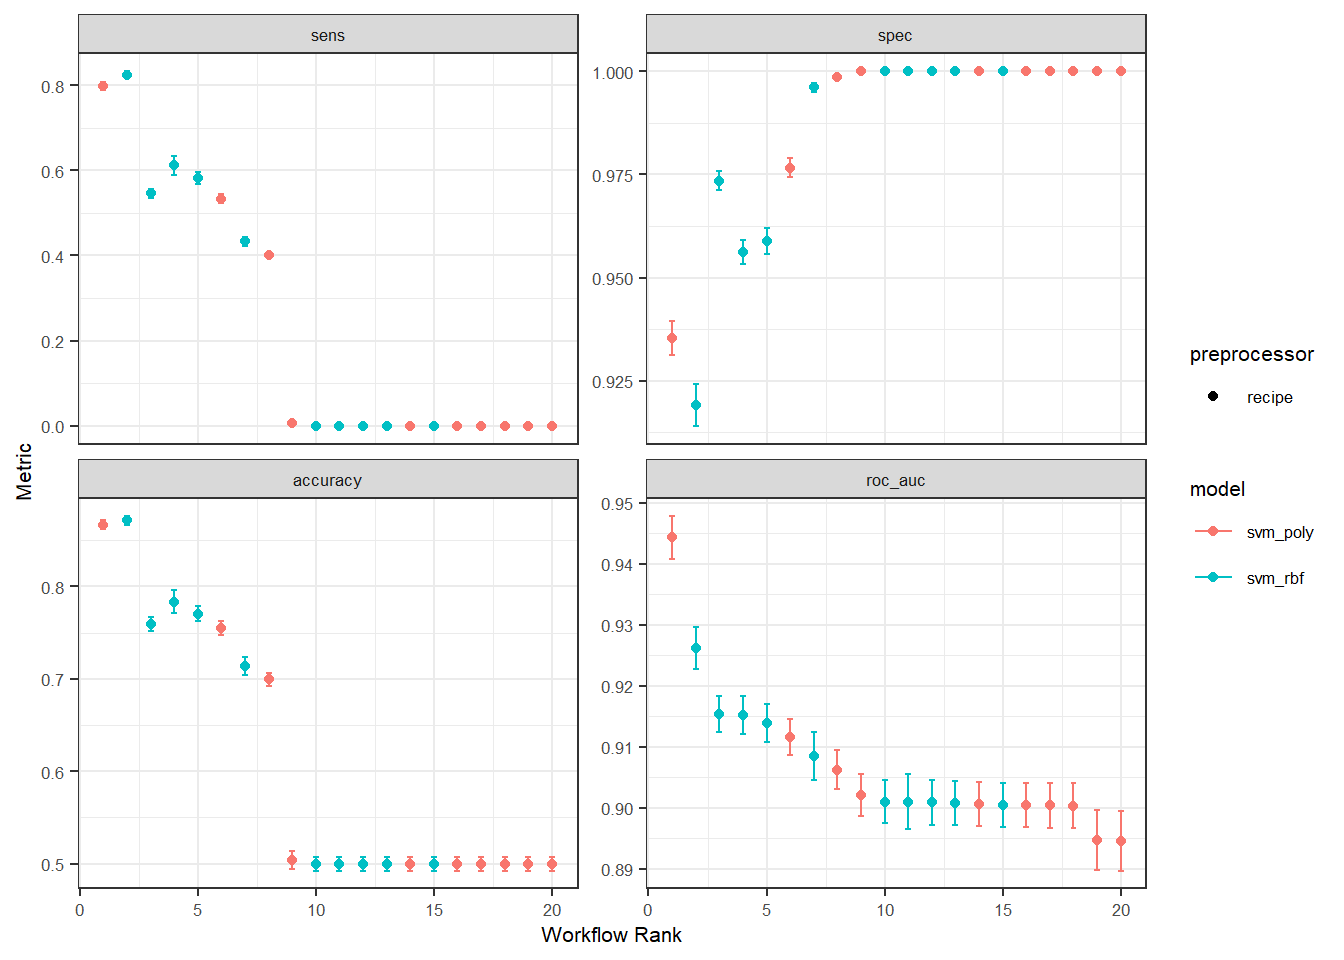 sens
spec
0.8
0.6
0.4
0.2
0.0
1.000
0.975
0.950
0.925
accuracy
roc_auc
0.8
0.7
0.6
0.5
0.95
0.94
0.93
0.92
0.91
0.90
0.89
0 5 10 15 20
0 5 10 15 20
Workflow Rank
Metric
preprocessor
recipe
model
svm_poly
svm_rbf